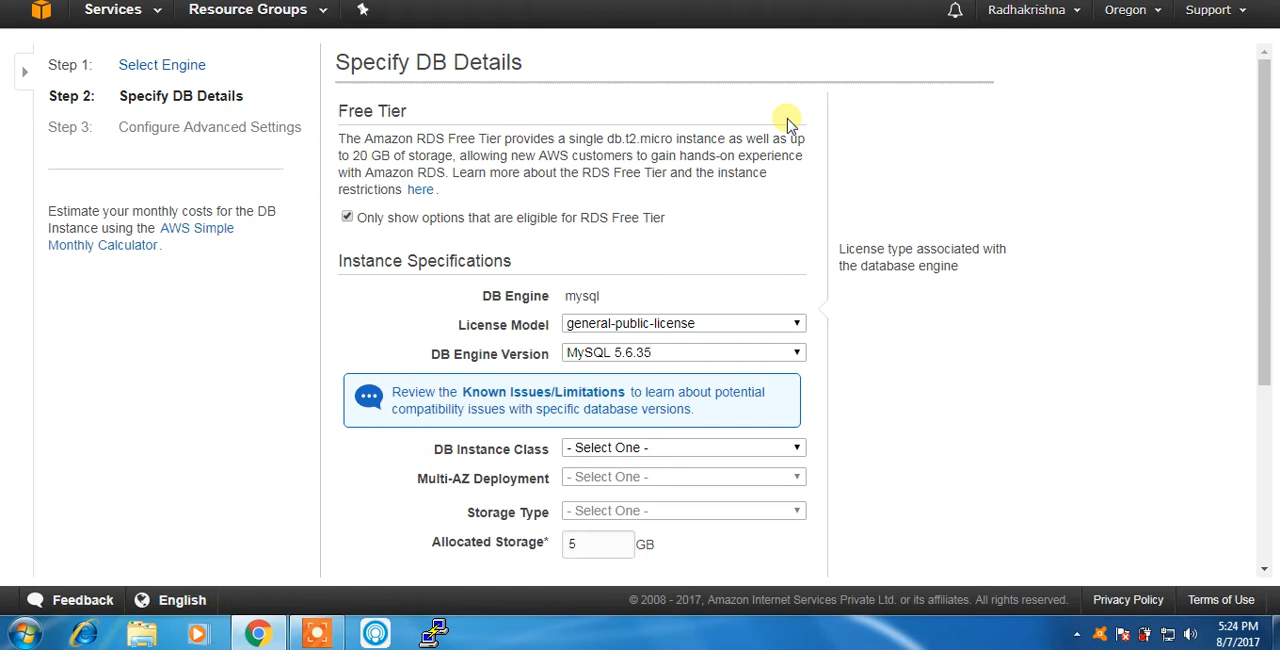 Services Resource Groups Radhakrishna Oregon Support
Step 1: Select Engine
Step 2: Specify DB Details
Step 3: Configure Advanced Settings
Estimate your monthly costs for the DB
Instance using the AWS Simple
Monthly Calculator.
Specify DB Details
Free Tier
The Amazon RDS Free Tier provides a single db.t2.micro instance as well as up
to 20 GB of storage, allowing new AWS customers to gain hands-on experience
with Amazon RDS. Learn more about the RDS Free Tier and the instance
restrictions here.
Only show options that are eligible for RDS Free Tier
Instance Specifications
DB Engine mysql
License Model general-public-license
DB Engine Version MySQL 5.6.35
Review the Known Issues/Limitations to learn about potential
compatibility issues with specific database versions.
DB Instance Class - Select One -
Multi-AZ Deployment - Select One -
Storage Type - Select One -
Allocated Storage* 5 GB
License type associated with
the database engine
Feedback English © 2008 - 2017, Amazon Internet Services Private Ltd. or its affiliates. All rights reserved. Privacy Policy Terms of Use
5:24 PM
8/7/2017